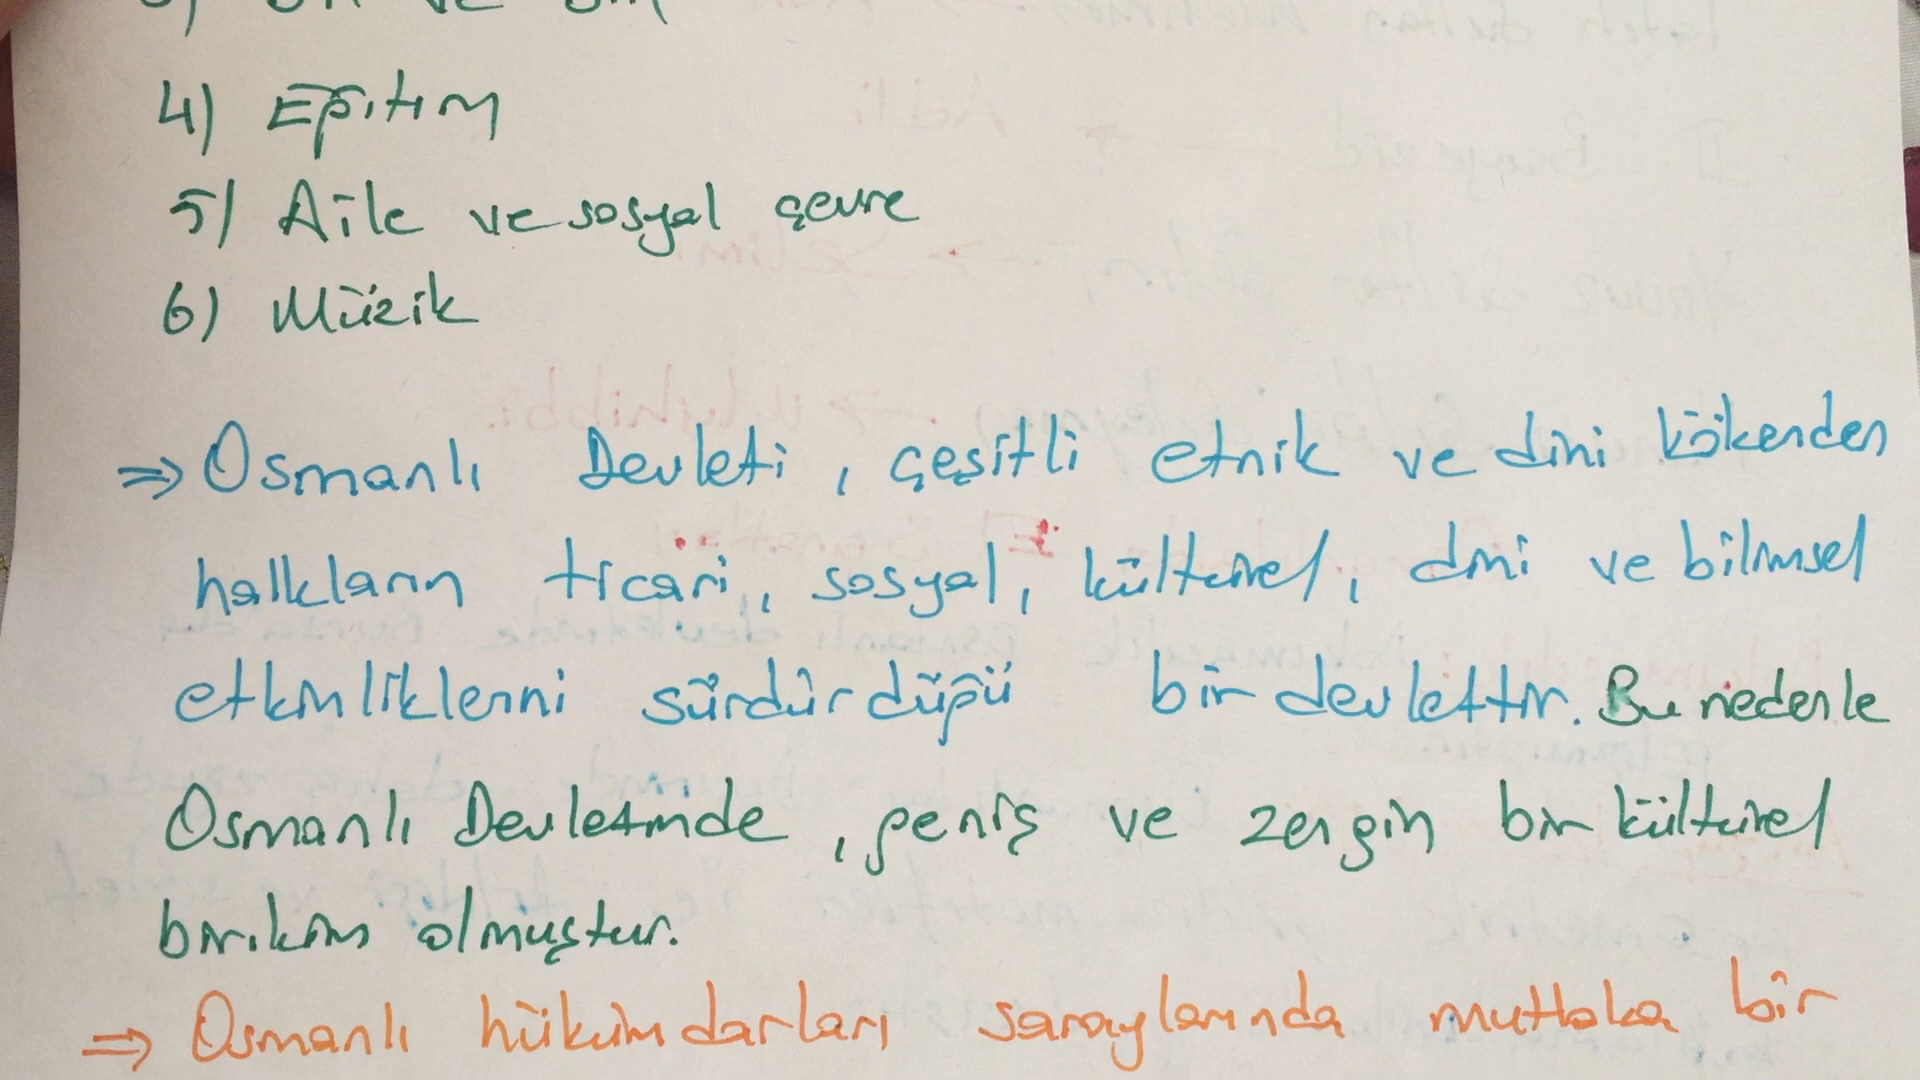 4) Eğitim
5) Aile ve sosyal çevre
6) Müzik
⇒ Osmanlı Devleti, çeşitli etnik ve dini kökenden
halkların ticari, sosyal, kültürel, dini ve bilimsel
etkinliklerini sürdürdüğü bir devlettir. Bu nedenle
Osmanlı Devletinde, geniş ve zengin bir kültürel
birikim olmuştur.
⇒ Osmanlı hükümdarları saraylarında mutlaka bir